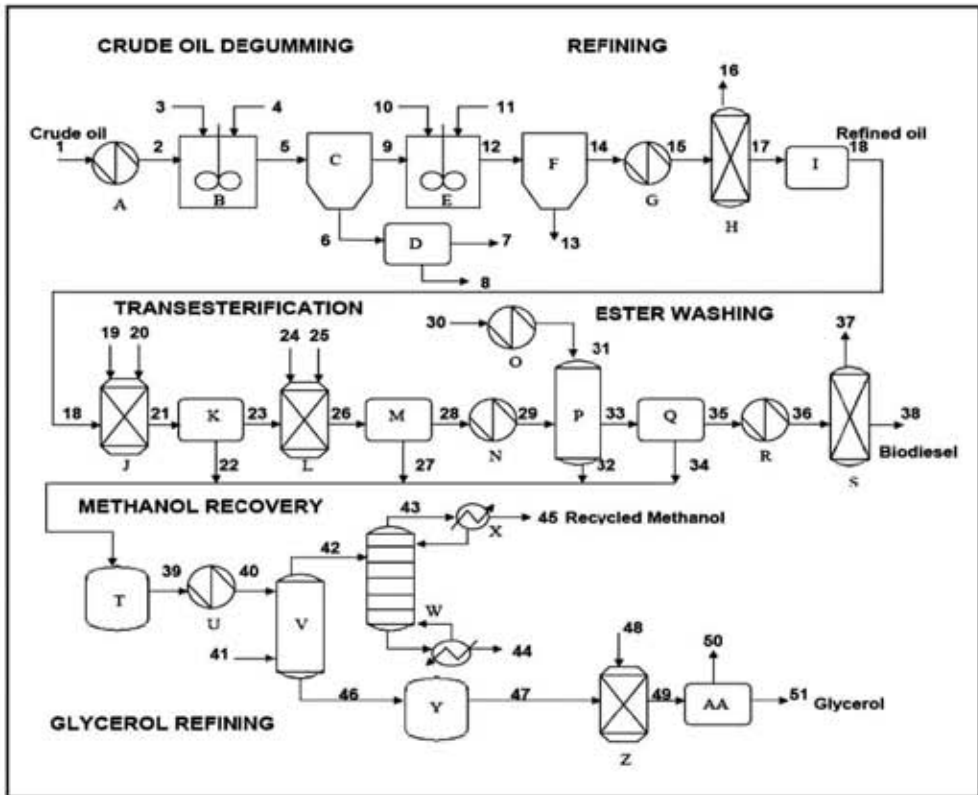 CRUDE OIL DEGUMMING REFINING
16
3 4 10 11
Crude oil Refined oil
1 2 5 9 12 14 15 17 18
A B C E F G H I
6 D 7 13
8
TRANSESTERIFICATION ESTER WASHING
30 O 31 37
19 20 24 25
18 21 K 23 26 M 28 29 P 33 Q 35 36 38
Biodiesel
J 22 L 27 N 32 34 R S
METHANOL RECOVERY
43 45 Recycled Methanol
X
42
39 40
T U V W
41 44 48 50
46 Y 47 49 AA 51
Glycerol
GLYCEROL REFINING
Z